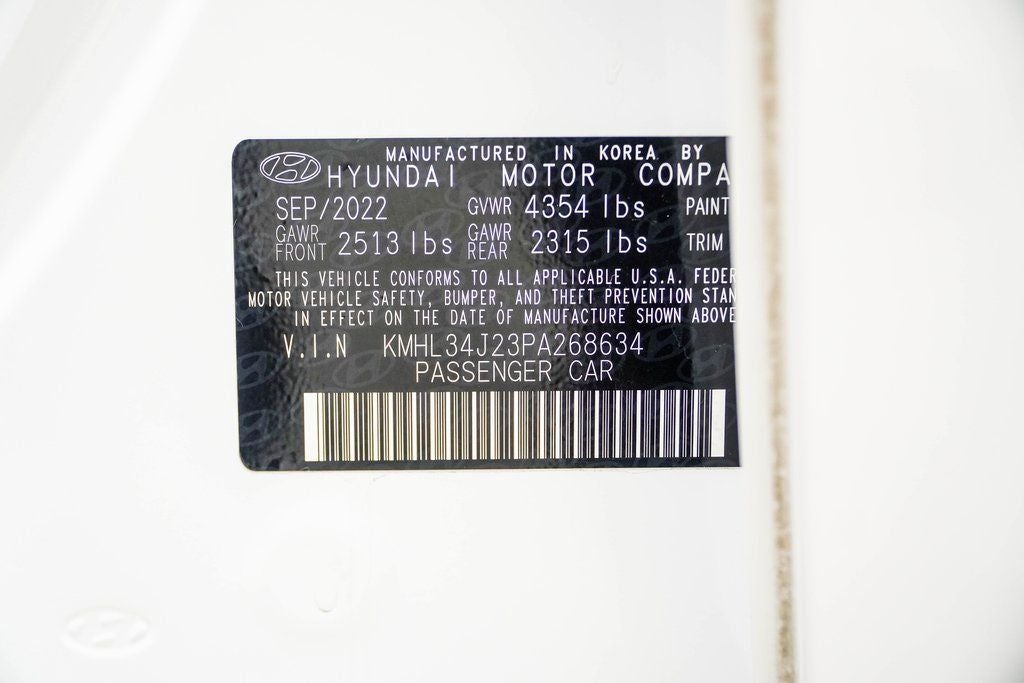 MANUFACTURED IN KOREA BY
HYUNDAI MOTOR COMPA
SEP/2022 GVWR 4354 lbs PAINT
GAWR FRONT 2513 lbs GAWR REAR 2315 lbs TRIM
THIS VEHICLE CONFORMS TO ALL APPLICABLE U.S.A. FEDER
MOTOR VEHICLE SAFETY, BUMPER, AND THEFT PREVENTION STAN
IN EFFECT ON THE DATE OF MANUFACTURE SHOWN ABOVE
V.I.N KMHL34J23PA268634
PASSENGER CAR